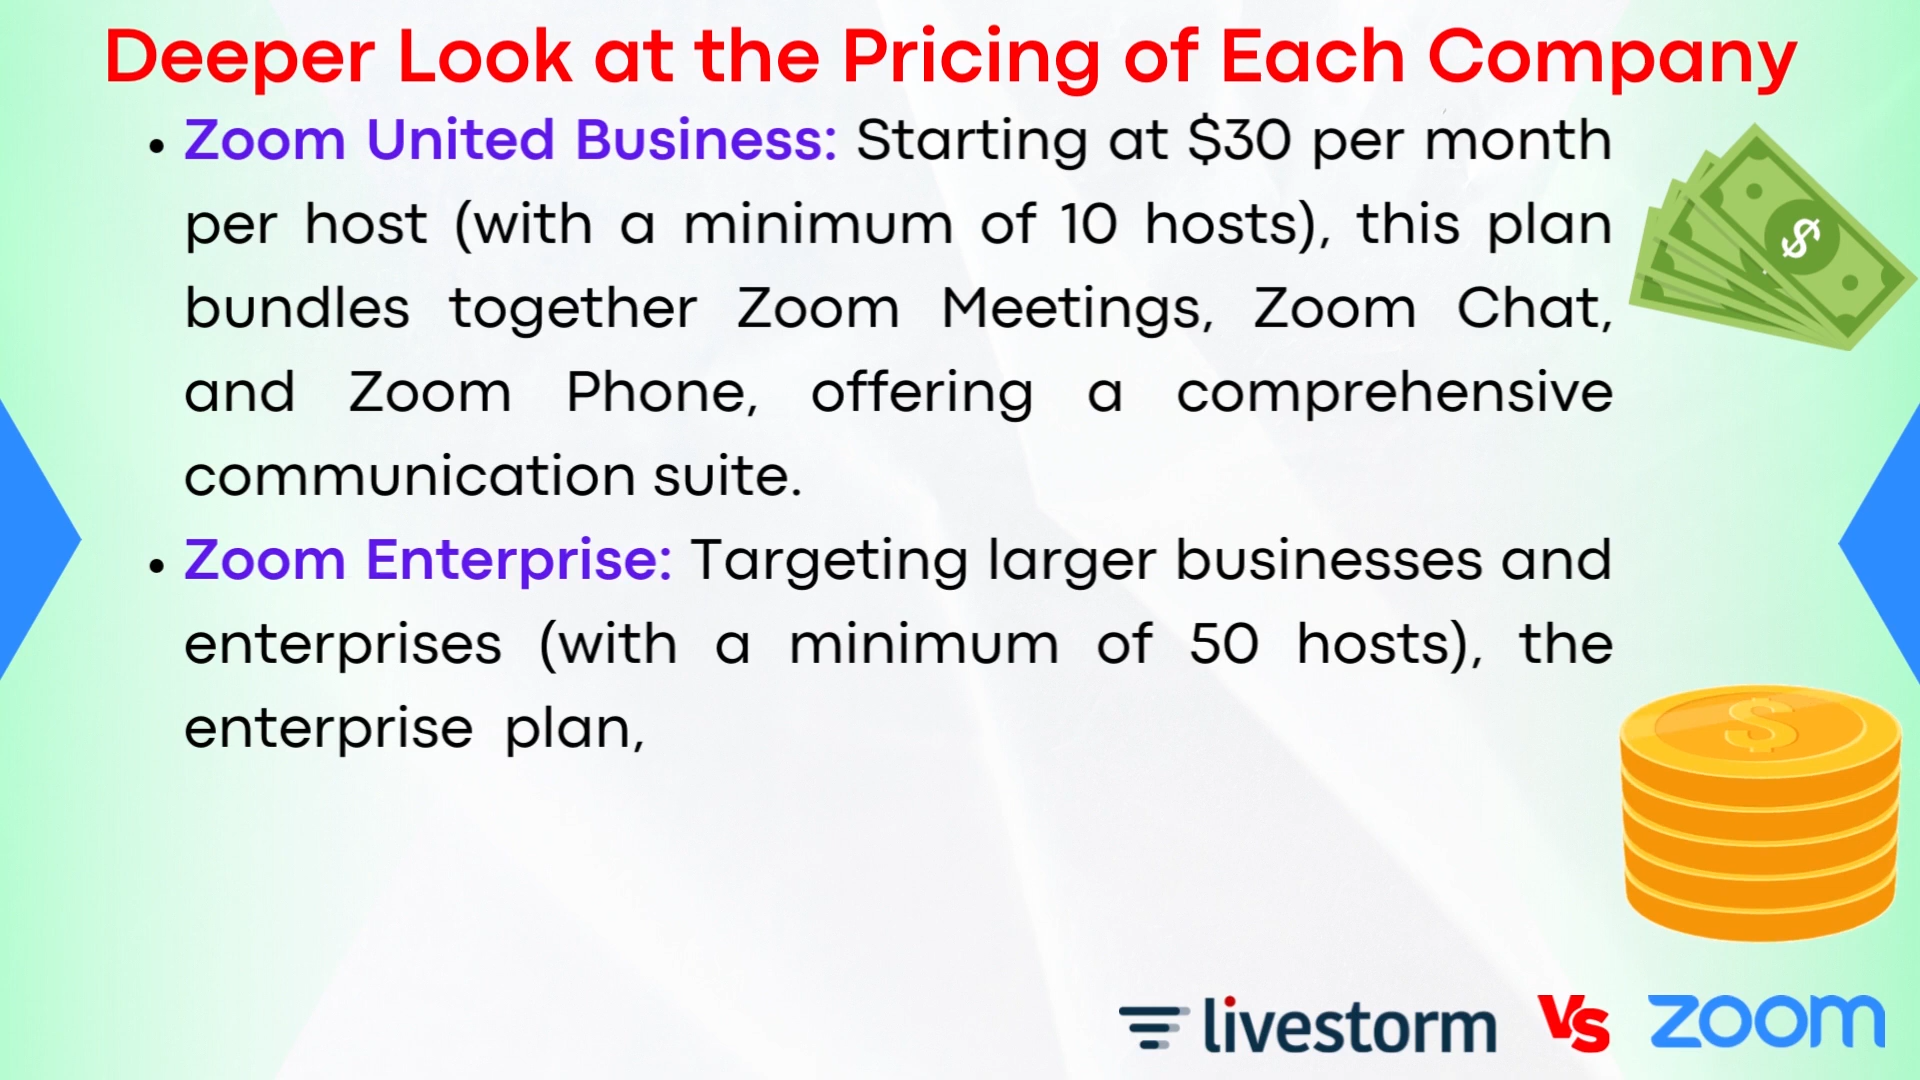 Deeper Look at the Pricing of Each Company
• Zoom United Business: Starting at $30 per month
per host (with a minimum of 10 hosts), this plan
bundles together Zoom Meetings, Zoom Chat,
and Zoom Phone, offering a comprehensive
communication suite.
• Zoom Enterprise: Targeting larger businesses and
enterprises (with a minimum of 50 hosts), the
enterprise plan,
$
$
livestorm Vs zoom